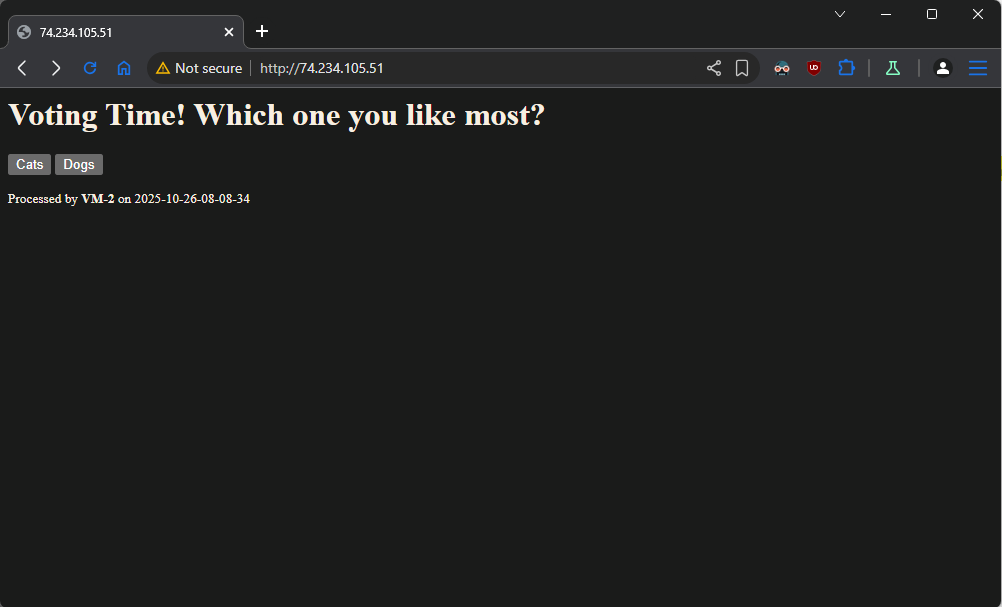 74.234.105.51
Not secure http://74.234.105.51
Voting Time! Which one you like most?
Cats Dogs
Processed by VM-2 on 2025-10-26-08-08-34